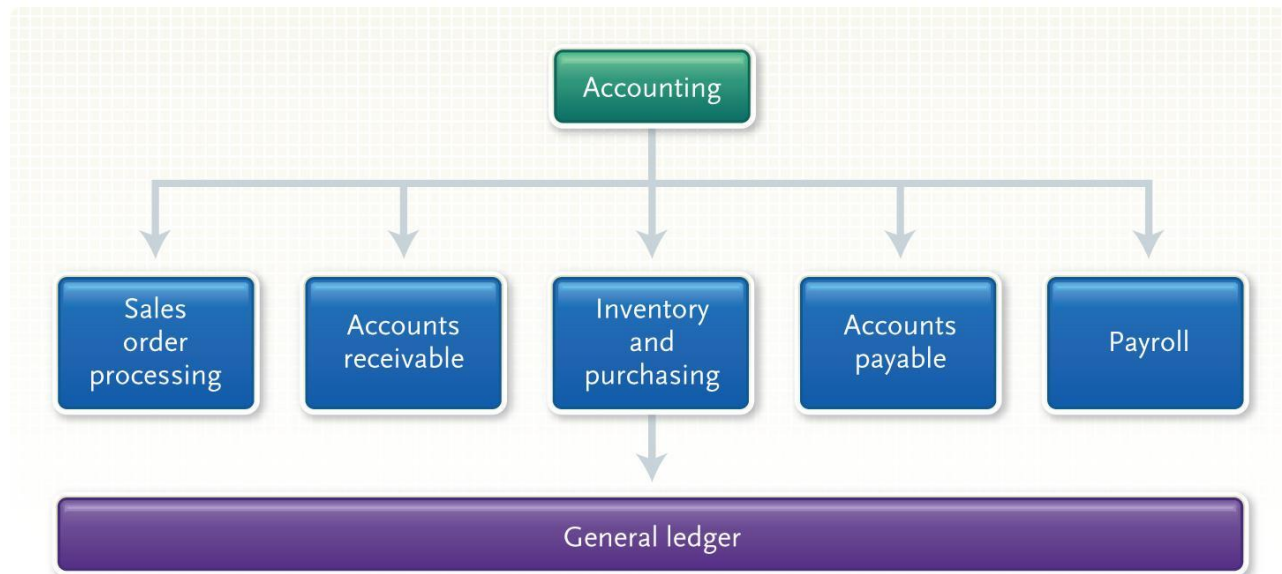 Accounting
Sales
order
processing
Accounts
receivable
Inventory
and
purchasing
Accounts
payable
Payroll
General ledger